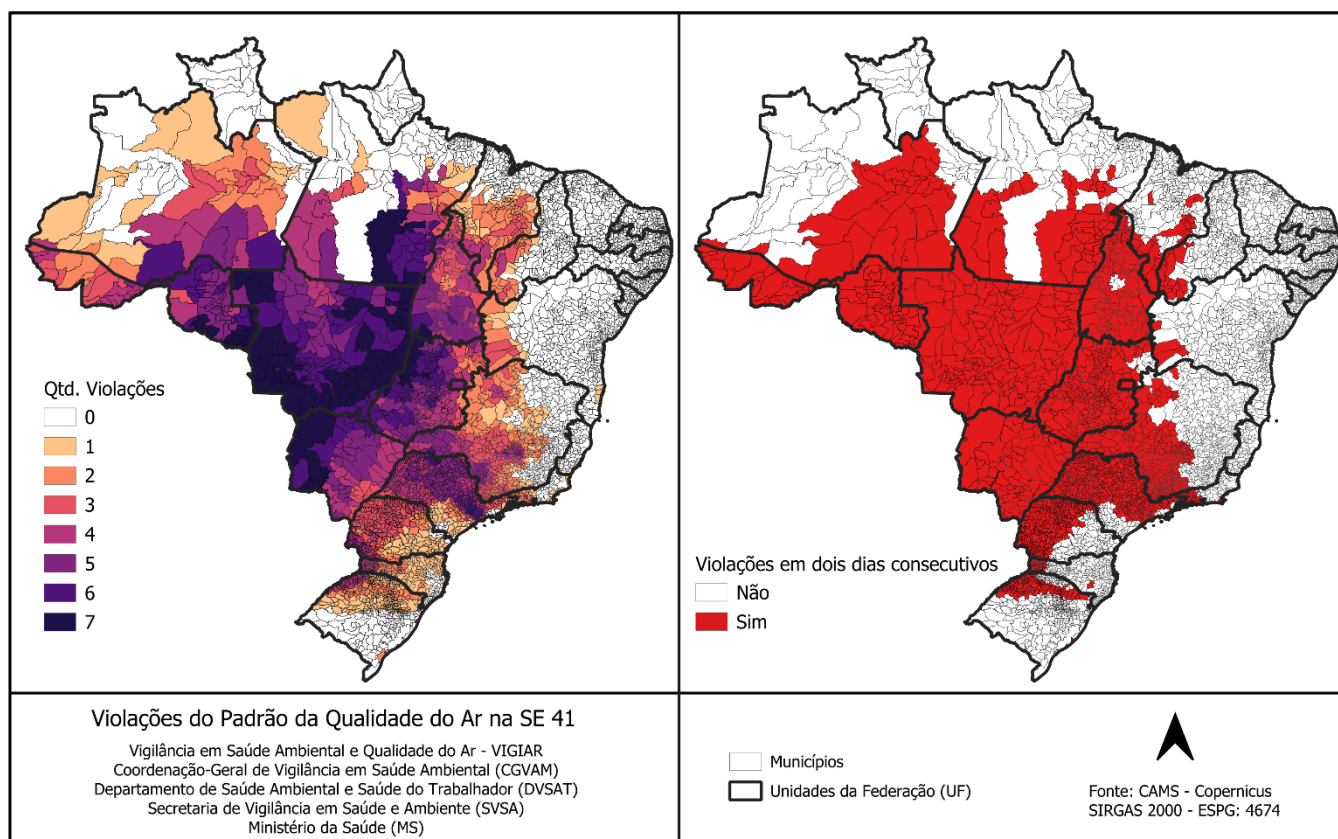 Qtd. Violações
0
1
2
3
4
5
6
7
Violações em dois dias consecutivos
Não
Sim
Violações do Padrão da Qualidade do Ar na SE 41
Vigilância em Saúde Ambiental e Qualidade do Ar - VIGIAR
Coordenação-Geral de Vigilância em Saúde Ambiental (CGVAM)
Departamento de Saúde Ambiental e Saúde do Trabalhador (DVSAT)
Secretaria de Vigilância em Saúde e Ambiente (SVSA)
Ministério da Saúde (MS)
Municípios
Unidades da Federação (UF)
Fonte: CAMS - Copernicus
SIRGAS 2000 - ESPG: 4674